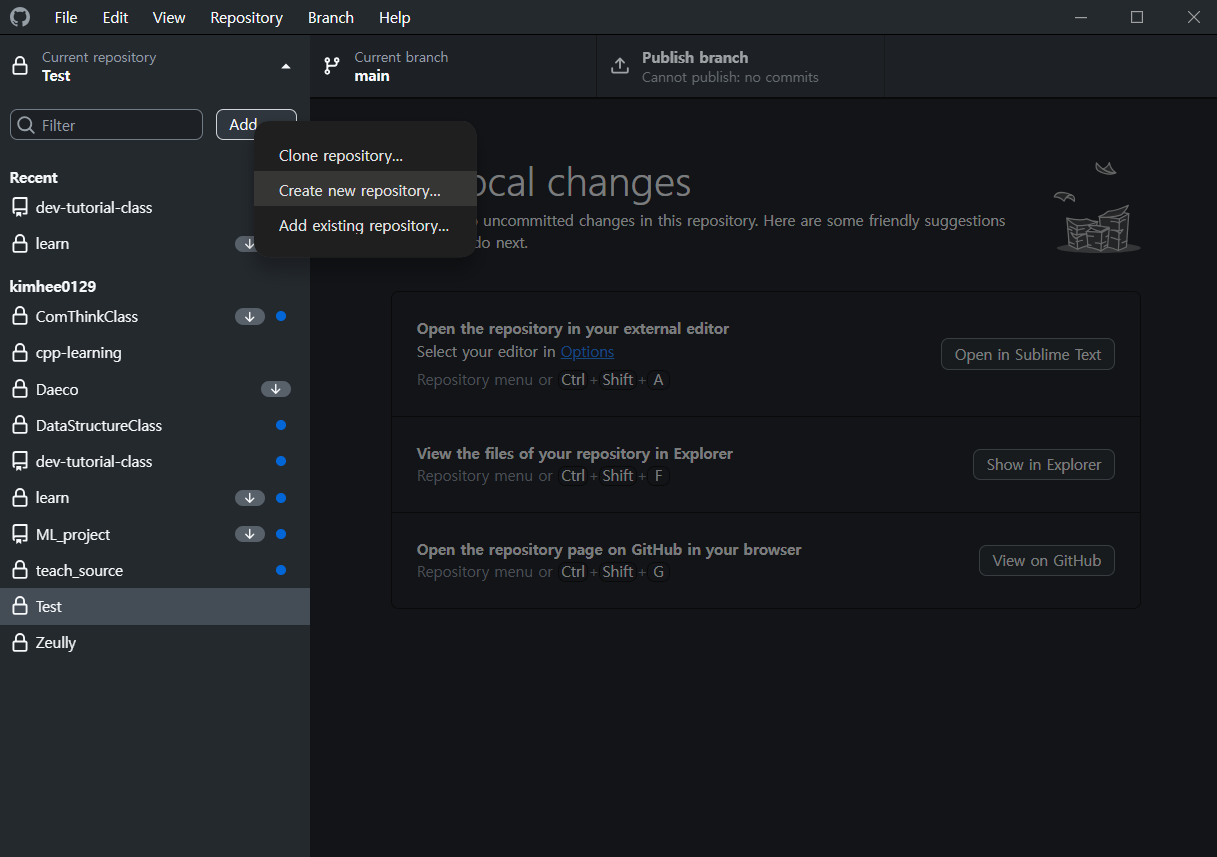 File Edit View Repository Branch Help
Current repository
Test
Current branch
main
Publish branch
Cannot publish: no commits
Filter
Add
Clone repository...
Create new repository...
Add existing repository...
Recent
dev-tutorial-class
learn
kimhee0129
ComThinkClass
cpp-learning
Daeco
DataStructureClass
dev-tutorial-class
learn
ML_project
teach_source
Test
Zeully
ocal changes
uncommitted changes in this repository. Here are some friendly suggestions
do next.
Open the repository in your external editor
Select your editor in Options
Repository menu or Ctrl + Shift + A
Open in Sublime Text
View the files of your repository in Explorer
Repository menu or Ctrl + Shift + F
Show in Explorer
Open the repository page on GitHub in your browser
Repository menu or Ctrl + Shift + G
View on GitHub